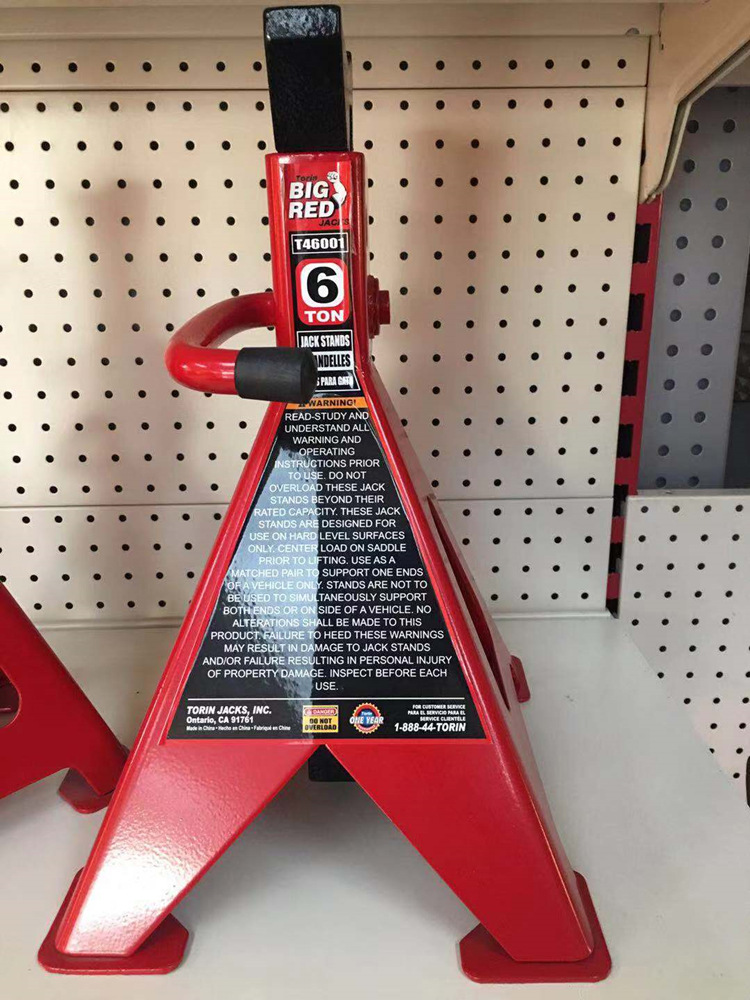 Torin
BIG
RED
JACKS
T46001
6
TON
JACK STANDS
NDELLES
S PARA GATO
WARNING!
READ-STUDY AND
UNDERSTAND ALL
WARNING AND
OPERATING
INSTRUCTIONS PRIOR
TO USE. DO NOT
OVERLOAD THESE JACK
STANDS BEYOND THEIR
RATED CAPACITY. THESE JACK
STANDS ARE DESIGNED FOR
USE ON HARD LEVEL SURFACES
ONLY. CENTER LOAD ON SADDLE
PRIOR TO LIFTING. USE AS A
MATCHED PAIR TO SUPPORT ONE ENDS
OF A VEHICLE ONLY. STANDS ARE NOT TO
BE USED TO SIMULTANEOUSLY SUPPORT
BOTH ENDS OR ON SIDE OF A VEHICLE. NO
ALTERATIONS SHALL BE MADE TO THIS
PRODUCT. FAILURE TO HEED THESE WARNINGS
MAY RESULT IN DAMAGE TO JACK STANDS
AND/OR FAILURE RESULTING IN PERSONAL INJURY
OF PROPERTY DAMAGE. INSPECT BEFORE EACH
USE.
TORIN JACKS, INC.
Ontario, CA 91761
Made in China • Hecho en China • Fabriqué en Chine
DANGER
DO NOT
OVERLOAD
Torin
ONE YEAR
FOR CUSTOMER SERVICE
PARA EL SERVICIO PARA EL
SERVICE CLIENTÉLE
1-888-44-TORIN